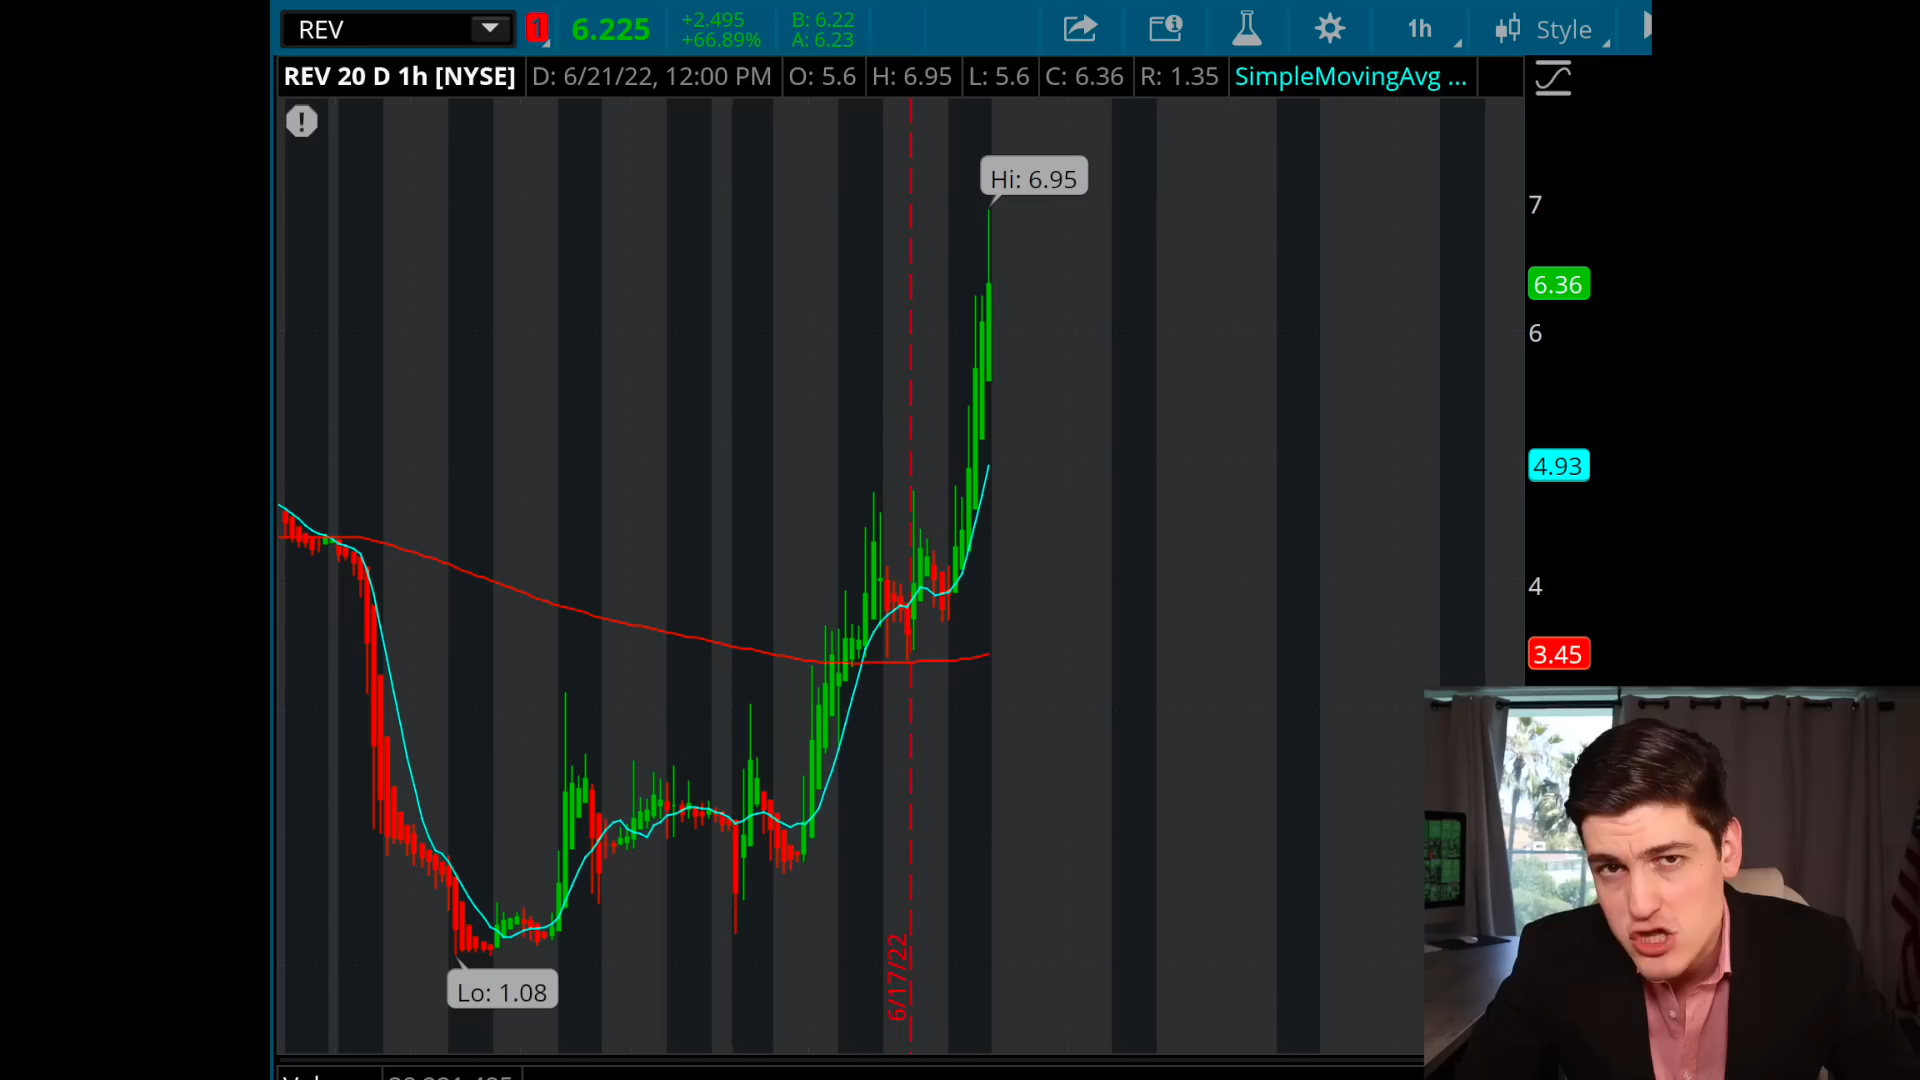 REV
1
6.225
+2.495
+66.89%
B: 6.22
A: 6.23
1h
Style
REV 20 D 1h [NYSE]
D: 6/21/22, 12:00 PM
O: 5.6
H: 6.95
L: 5.6
C: 6.36
R: 1.35
SimpleMovingAvg ...
Hi: 6.95
7
6.36
6
4.93
4
3.45
6/17/22
Lo: 1.08